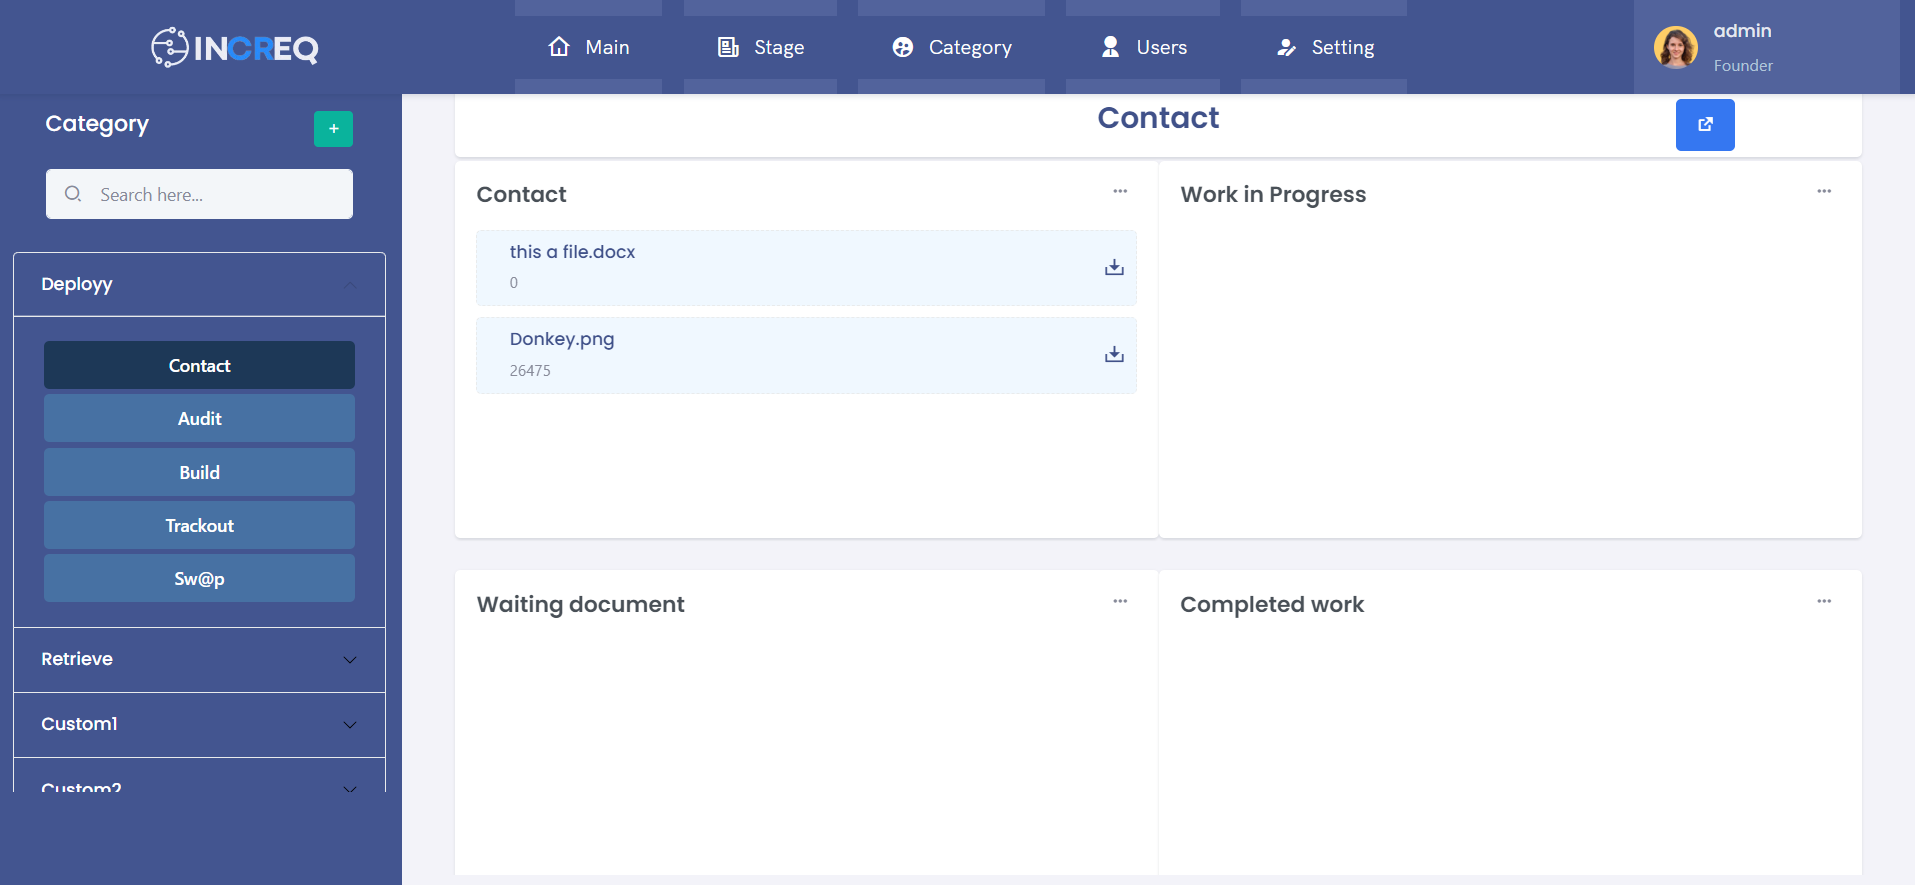 INCREQ
Main
Stage
Category
Users
Setting
admin
Founder
Category
+
Search here...
Deployy
Contact
Audit
Build
Trackout
Sw@p
Retrieve
Custom1
Custom2
Contact
Contact
this a file.docx
0
Donkey.png
26475
Work in Progress
Waiting document
Completed work